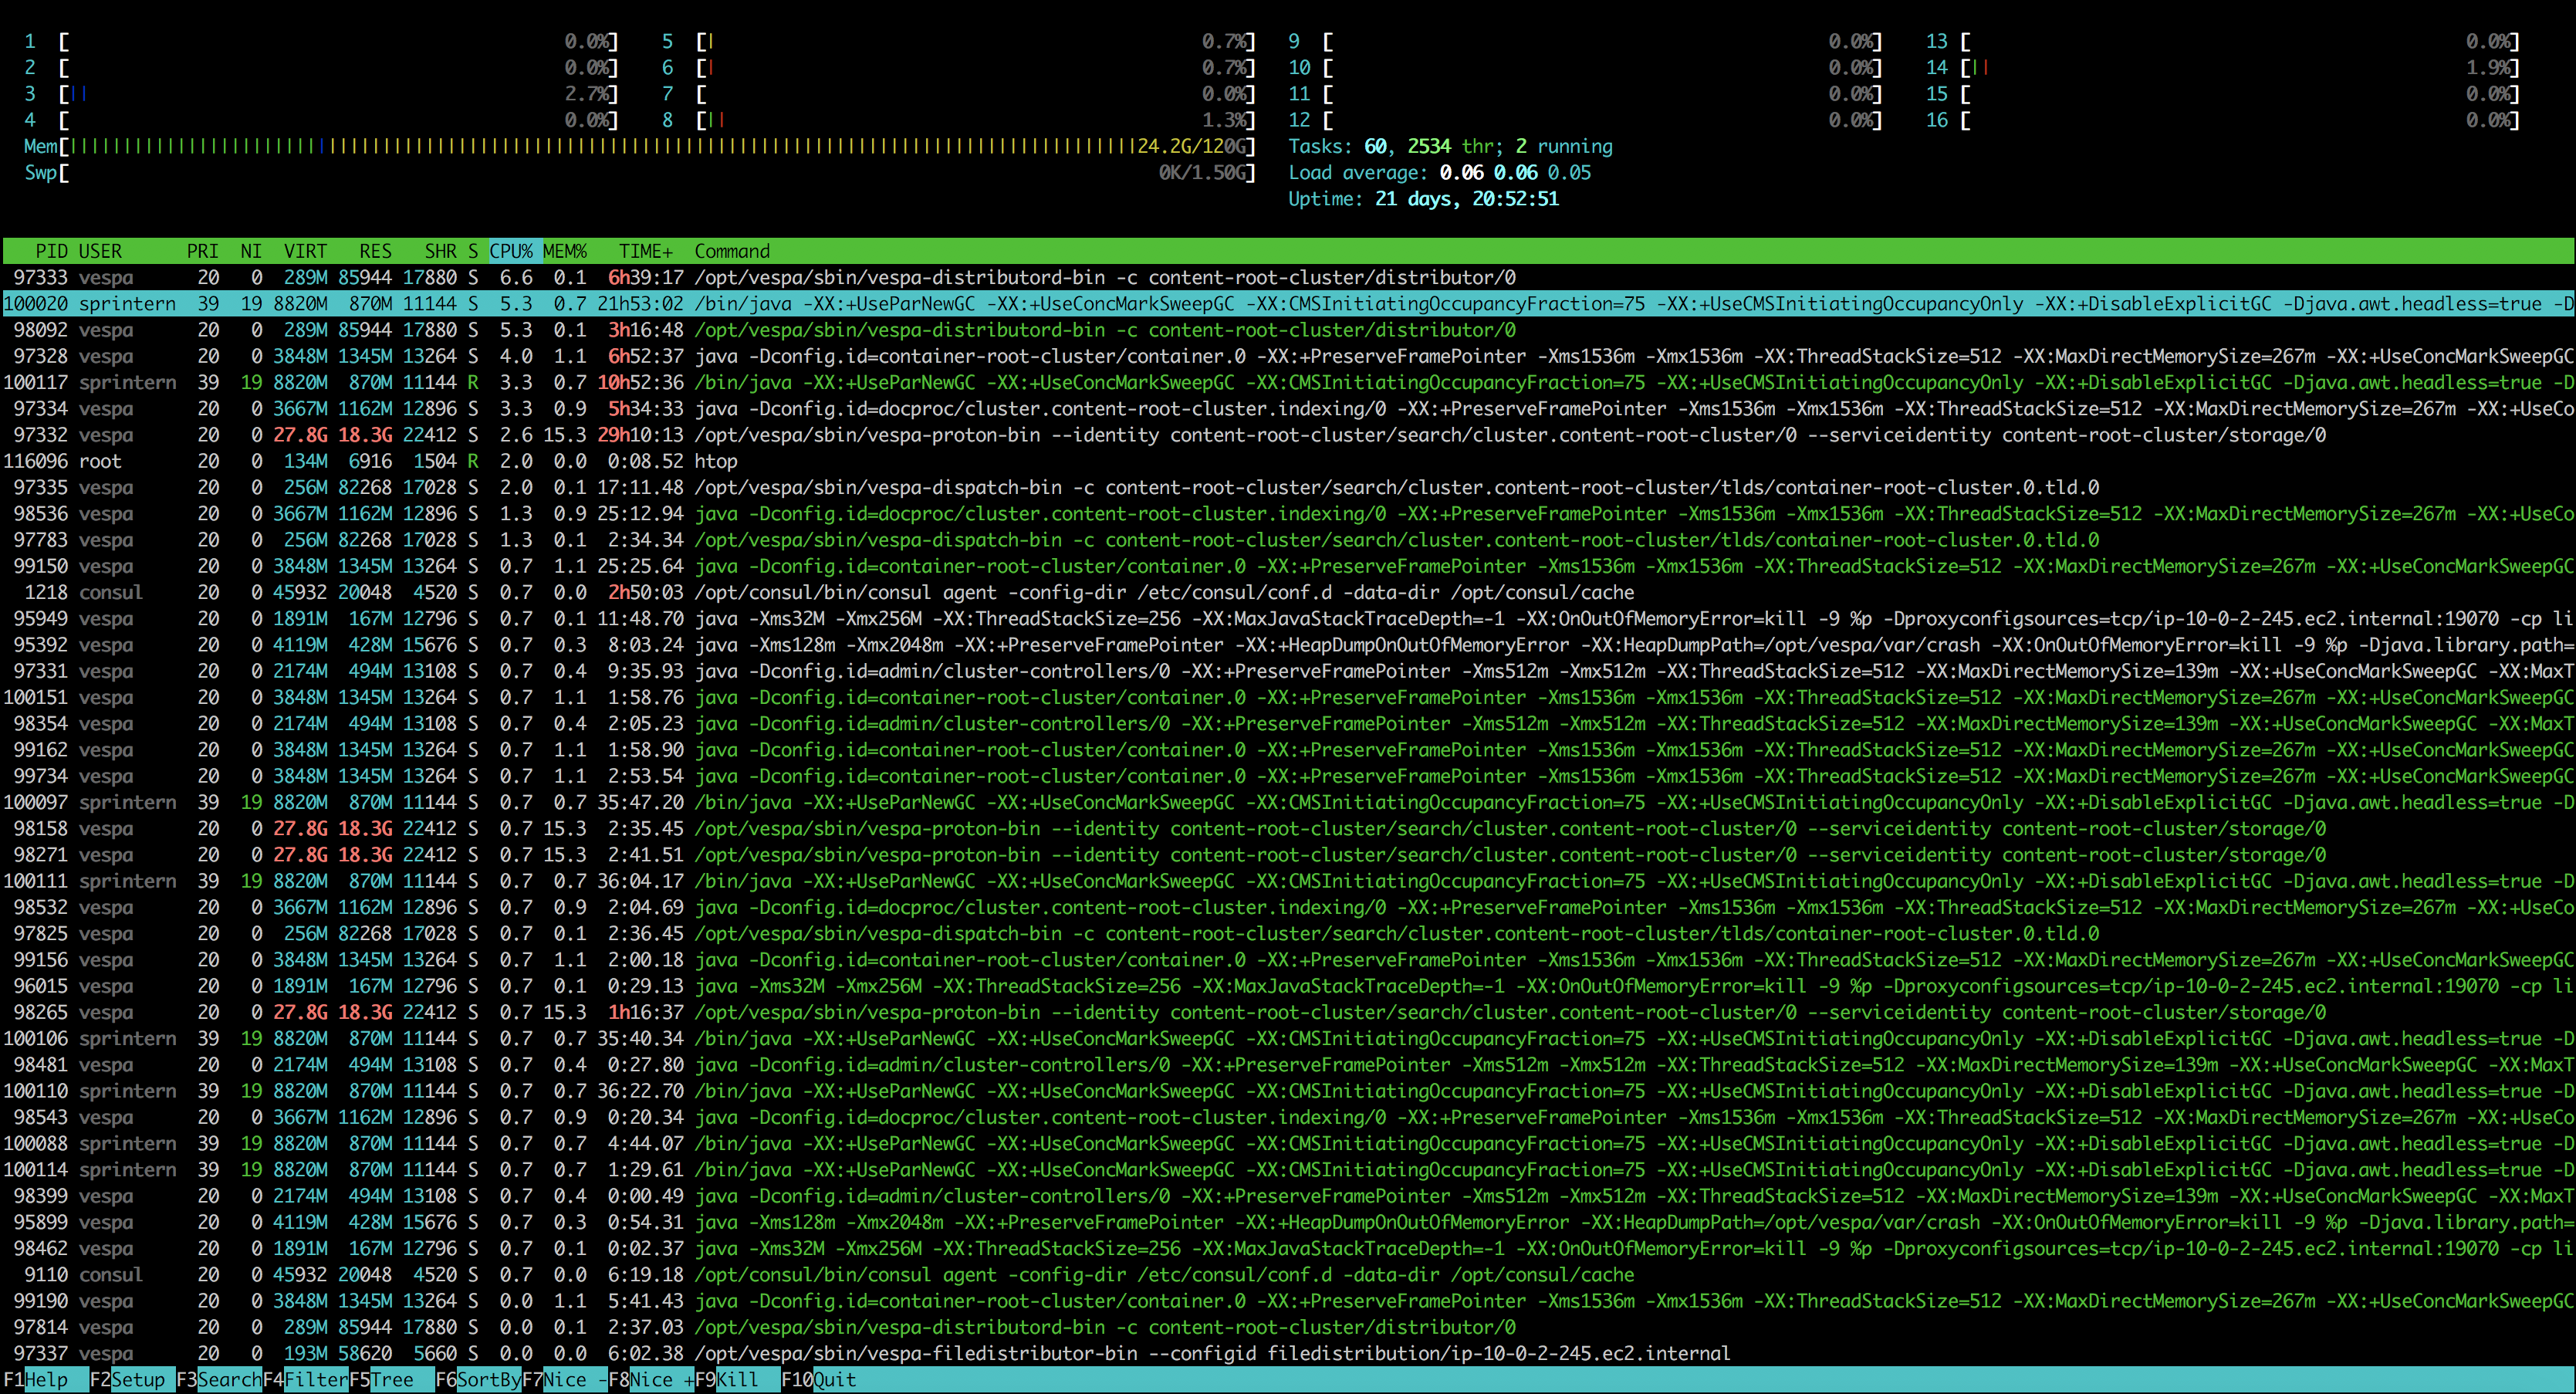 1 [ 0.0%] 5 [| 0.7%] 9 [ 0.0%] 13 [ 0.0%]
2 [ 0.0%] 6 [| 0.7%] 10 [ 0.0%] 14 [|| 1.9%]
3 [|| 2.7%] 7 [ 0.0%] 11 [ 0.0%] 15 [ 0.0%]
4 [ 0.0%] 8 [|| 1.3%] 12 [ 0.0%] 16 [ 0.0%]
Mem[24.2G/120G] Tasks: 60, 2534 thr; 2 running
Swp[ 0K/1.50G] Load average: 0.06 0.06 0.05
Uptime: 21 days, 20:52:51
PID USER PRI NI VIRT RES SHR S CPU% MEM% TIME+ Command
97333 vespa 20 0 289M 85944 17880 S 6.6 0.1 6h39:17 /opt/vespa/sbin/vespa-distributord-bin -c content-root-cluster/distributor/0
100020 sprintern 39 19 8820M 870M 11144 S 5.3 0.7 21h53:02 /bin/java -XX:+UseParNewGC -XX:+UseConcMarkSweepGC -XX:CMSInitiatingOccupancyFraction=75 -XX:+UseCMSInitiatingOccupancyOnly -XX:+DisableExplicitGC -Djava.awt.headless=true -D
98092 vespa 20 0 289M 85944 17880 S 5.3 0.1 3h16:48 /opt/vespa/sbin/vespa-distributord-bin -c content-root-cluster/distributor/0
97328 vespa 20 0 3848M 1345M 13264 S 4.0 1.1 6h52:37 java -Dconfig.id=container-root-cluster/container.0 -XX:+PreserveFramePointer -Xms1536m -Xmx1536m -XX:ThreadStackSize=512 -XX:MaxDirectMemorySize=267m -XX:+UseConcMarkSweepGC
100117 sprintern 39 19 8820M 870M 11144 R 3.3 0.7 10h52:36 /bin/java -XX:+UseParNewGC -XX:+UseConcMarkSweepGC -XX:CMSInitiatingOccupancyFraction=75 -XX:+UseCMSInitiatingOccupancyOnly -XX:+DisableExplicitGC -Djava.awt.headless=true -D
97334 vespa 20 0 3667M 1162M 12896 S 3.3 0.9 5h34:33 java -Dconfig.id=docproc/cluster.content-root-cluster.indexing/0 -XX:+PreserveFramePointer -Xms1536m -Xmx1536m -XX:ThreadStackSize=512 -XX:MaxDirectMemorySize=267m -XX:+UseCo
97332 vespa 20 0 27.8G 18.3G 22412 S 2.6 15.3 29h10:13 /opt/vespa/sbin/vespa-proton-bin --identity content-root-cluster/search/cluster.content-root-cluster/0 --serviceidentity content-root-cluster/storage/0
116096 root 20 0 134M 6916 1504 R 2.0 0.0 0:08.52 htop
97335 vespa 20 0 256M 82268 17028 S 2.0 0.1 17:11.48 /opt/vespa/sbin/vespa-dispatch-bin -c content-root-cluster/search/cluster.content-root-cluster/tlds/container-root-cluster.0.tld.0
98536 vespa 20 0 3667M 1162M 12896 S 1.3 0.9 25:12.94 java -Dconfig.id=docproc/cluster.content-root-cluster.indexing/0 -XX:+PreserveFramePointer -Xms1536m -Xmx1536m -XX:ThreadStackSize=512 -XX:MaxDirectMemorySize=267m -XX:+UseCo
97783 vespa 20 0 256M 82268 17028 S 1.3 0.1 2:34.34 /opt/vespa/sbin/vespa-dispatch-bin -c content-root-cluster/search/cluster.content-root-cluster/tlds/container-root-cluster.0.tld.0
99150 vespa 20 0 3848M 1345M 13264 S 0.7 1.1 25:25.64 java -Dconfig.id=container-root-cluster/container.0 -XX:+PreserveFramePointer -Xms1536m -Xmx1536m -XX:ThreadStackSize=512 -XX:MaxDirectMemorySize=267m -XX:+UseConcMarkSweepGC
1218 consul 20 0 45932 20048 4520 S 0.7 0.0 2h50:03 /opt/consul/bin/consul agent -config-dir /etc/consul/conf.d -data-dir /opt/consul/cache
95949 vespa 20 0 1891M 167M 12796 S 0.7 0.1 11:48.70 java -Xms32M -Xmx256M -XX:ThreadStackSize=256 -XX:MaxJavaStackTraceDepth=-1 -XX:OnOutOfMemoryError=kill -9 %p -Dproxyconfigsources=tcp/ip-10-0-2-245.ec2.internal:19070 -cp li
95392 vespa 20 0 4119M 428M 15676 S 0.7 0.3 8:03.24 java -Xms128m -Xmx2048m -XX:+PreserveFramePointer -XX:+HeapDumpOnOutOfMemoryError -XX:HeapDumpPath=/opt/vespa/var/crash -XX:OnOutOfMemoryError=kill -9 %p -Djava.library.path=
97331 vespa 20 0 2174M 494M 13108 S 0.7 0.4 9:35.93 java -Dconfig.id=admin/cluster-controllers/0 -XX:+PreserveFramePointer -Xms512m -Xmx512m -XX:ThreadStackSize=512 -XX:MaxDirectMemorySize=139m -XX:+UseConcMarkSweepGC -XX:MaxT
100151 vespa 20 0 3848M 1345M 13264 S 0.7 1.1 1:58.76 java -Dconfig.id=container-root-cluster/container.0 -XX:+PreserveFramePointer -Xms1536m -Xmx1536m -XX:ThreadStackSize=512 -XX:MaxDirectMemorySize=267m -XX:+UseConcMarkSweepGC
98354 vespa 20 0 2174M 494M 13108 S 0.7 0.4 2:05.23 java -Dconfig.id=admin/cluster-controllers/0 -XX:+PreserveFramePointer -Xms512m -Xmx512m -XX:ThreadStackSize=512 -XX:MaxDirectMemorySize=139m -XX:+UseConcMarkSweepGC -XX:MaxT
99162 vespa 20 0 3848M 1345M 13264 S 0.7 1.1 1:58.90 java -Dconfig.id=container-root-cluster/container.0 -XX:+PreserveFramePointer -Xms1536m -Xmx1536m -XX:ThreadStackSize=512 -XX:MaxDirectMemorySize=267m -XX:+UseConcMarkSweepGC
99734 vespa 20 0 3848M 1345M 13264 S 0.7 1.1 2:53.54 java -Dconfig.id=container-root-cluster/container.0 -XX:+PreserveFramePointer -Xms1536m -Xmx1536m -XX:ThreadStackSize=512 -XX:MaxDirectMemorySize=267m -XX:+UseConcMarkSweepGC
100097 sprintern 39 19 8820M 870M 11144 S 0.7 0.7 35:47.20 /bin/java -XX:+UseParNewGC -XX:+UseConcMarkSweepGC -XX:CMSInitiatingOccupancyFraction=75 -XX:+UseCMSInitiatingOccupancyOnly -XX:+DisableExplicitGC -Djava.awt.headless=true -D
98158 vespa 20 0 27.8G 18.3G 22412 S 0.7 15.3 2:35.45 /opt/vespa/sbin/vespa-proton-bin --identity content-root-cluster/search/cluster.content-root-cluster/0 --serviceidentity content-root-cluster/storage/0
98271 vespa 20 0 27.8G 18.3G 22412 S 0.7 15.3 2:41.51 /opt/vespa/sbin/vespa-proton-bin --identity content-root-cluster/search/cluster.content-root-cluster/0 --serviceidentity content-root-cluster/storage/0
100111 sprintern 39 19 8820M 870M 11144 S 0.7 0.7 36:04.17 /bin/java -XX:+UseParNewGC -XX:+UseConcMarkSweepGC -XX:CMSInitiatingOccupancyFraction=75 -XX:+UseCMSInitiatingOccupancyOnly -XX:+DisableExplicitGC -Djava.awt.headless=true -D
98532 vespa 20 0 3667M 1162M 12896 S 0.7 0.9 2:04.69 java -Dconfig.id=docproc/cluster.content-root-cluster.indexing/0 -XX:+PreserveFramePointer -Xms1536m -Xmx1536m -XX:ThreadStackSize=512 -XX:MaxDirectMemorySize=267m -XX:+UseCo
97825 vespa 20 0 256M 82268 17028 S 0.7 0.1 2:36.45 /opt/vespa/sbin/vespa-dispatch-bin -c content-root-cluster/search/cluster.content-root-cluster/tlds/container-root-cluster.0.tld.0
99156 vespa 20 0 3848M 1345M 13264 S 0.7 1.1 2:00.18 java -Dconfig.id=container-root-cluster/container.0 -XX:+PreserveFramePointer -Xms1536m -Xmx1536m -XX:ThreadStackSize=512 -XX:MaxDirectMemorySize=267m -XX:+UseConcMarkSweepGC
96015 vespa 20 0 1891M 167M 12796 S 0.7 0.1 0:29.13 java -Xms32M -Xmx256M -XX:ThreadStackSize=256 -XX:MaxJavaStackTraceDepth=-1 -XX:OnOutOfMemoryError=kill -9 %p -Dproxyconfigsources=tcp/ip-10-0-2-245.ec2.internal:19070 -cp li
98265 vespa 20 0 27.8G 18.3G 22412 S 0.7 15.3 1h16:37 /opt/vespa/sbin/vespa-proton-bin --identity content-root-cluster/search/cluster.content-root-cluster/0 --serviceidentity content-root-cluster/storage/0
100106 sprintern 39 19 8820M 870M 11144 S 0.7 0.7 35:40.34 /bin/java -XX:+UseParNewGC -XX:+UseConcMarkSweepGC -XX:CMSInitiatingOccupancyFraction=75 -XX:+UseCMSInitiatingOccupancyOnly -XX:+DisableExplicitGC -Djava.awt.headless=true -D
98481 vespa 20 0 2174M 494M 13108 S 0.7 0.4 0:27.80 java -Dconfig.id=admin/cluster-controllers/0 -XX:+PreserveFramePointer -Xms512m -Xmx512m -XX:ThreadStackSize=512 -XX:MaxDirectMemorySize=139m -XX:+UseConcMarkSweepGC -XX:MaxT
100110 sprintern 39 19 8820M 870M 11144 S 0.7 0.7 36:22.70 /bin/java -XX:+UseParNewGC -XX:+UseConcMarkSweepGC -XX:CMSInitiatingOccupancyFraction=75 -XX:+UseCMSInitiatingOccupancyOnly -XX:+DisableExplicitGC -Djava.awt.headless=true -D
98543 vespa 20 0 3667M 1162M 12896 S 0.7 0.9 0:20.34 java -Dconfig.id=docproc/cluster.content-root-cluster.indexing/0 -XX:+PreserveFramePointer -Xms1536m -Xmx1536m -XX:ThreadStackSize=512 -XX:MaxDirectMemorySize=267m -XX:+UseCo
100088 sprintern 39 19 8820M 870M 11144 S 0.7 0.7 4:44.07 /bin/java -XX:+UseParNewGC -XX:+UseConcMarkSweepGC -XX:CMSInitiatingOccupancyFraction=75 -XX:+UseCMSInitiatingOccupancyOnly -XX:+DisableExplicitGC -Djava.awt.headless=true -D
100114 sprintern 39 19 8820M 870M 11144 S 0.7 0.7 1:29.61 /bin/java -XX:+UseParNewGC -XX:+UseConcMarkSweepGC -XX:CMSInitiatingOccupancyFraction=75 -XX:+UseCMSInitiatingOccupancyOnly -XX:+DisableExplicitGC -Djava.awt.headless=true -D
98399 vespa 20 0 2174M 494M 13108 S 0.7 0.4 0:00.49 java -Dconfig.id=admin/cluster-controllers/0 -XX:+PreserveFramePointer -Xms512m -Xmx512m -XX:ThreadStackSize=512 -XX:MaxDirectMemorySize=139m -XX:+UseConcMarkSweepGC -XX:MaxT
95899 vespa 20 0 4119M 428M 15676 S 0.7 0.3 0:54.31 java -Xms128m -Xmx2048m -XX:+PreserveFramePointer -XX:+HeapDumpOnOutOfMemoryError -XX:HeapDumpPath=/opt/vespa/var/crash -XX:OnOutOfMemoryError=kill -9 %p -Djava.library.path=
98462 vespa 20 0 1891M 167M 12796 S 0.7 0.1 0:02.37 java -Xms32M -Xmx256M -XX:ThreadStackSize=256 -XX:MaxJavaStackTraceDepth=-1 -XX:OnOutOfMemoryError=kill -9 %p -Dproxyconfigsources=tcp/ip-10-0-2-245.ec2.internal:19070 -cp li
9110 consul 20 0 45932 20048 4520 S 0.7 0.0 6:19.18 /opt/consul/bin/consul agent -config-dir /etc/consul/conf.d -data-dir /opt/consul/cache
99190 vespa 20 0 3848M 1345M 13264 S 0.0 1.1 5:41.43 java -Dconfig.id=container-root-cluster/container.0 -XX:+PreserveFramePointer -Xms1536m -Xmx1536m -XX:ThreadStackSize=512 -XX:MaxDirectMemorySize=267m -XX:+UseConcMarkSweepGC
97814 vespa 20 0 289M 85944 17880 S 0.0 0.1 2:37.03 /opt/vespa/sbin/vespa-distributord-bin -c content-root-cluster/distributor/0
97337 vespa 20 0 193M 58620 5660 S 0.0 0.0 6:02.38 /opt/vespa/sbin/vespa-filedistributor-bin --configid filedistribution/ip-10-0-2-245.ec2.internal
F1Help F2Setup F3SearchF4FilterF5Tree F6SortByF7Nice -F8Nice +F9Kill F10Quit